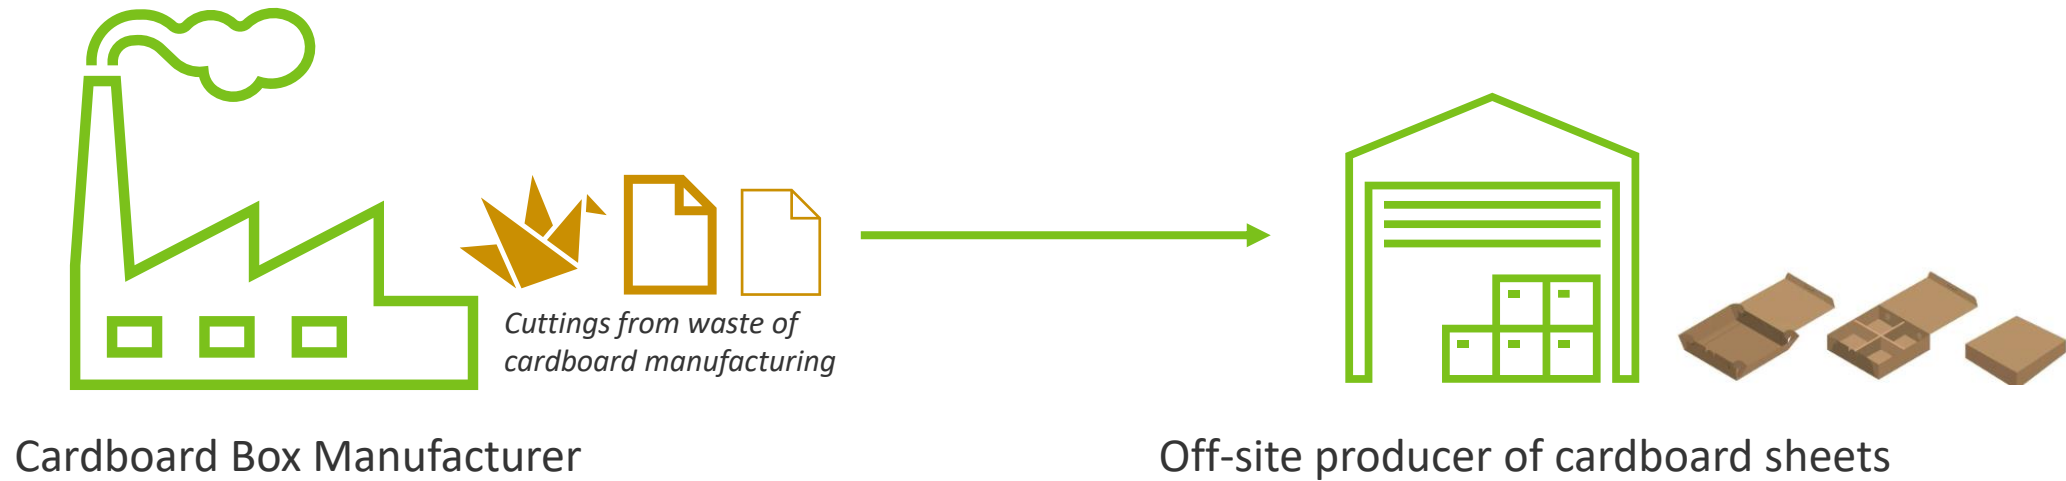 Cuttings from waste of
cardboard manufacturing
Cardboard Box Manufacturer
Off-site producer of cardboard sheets